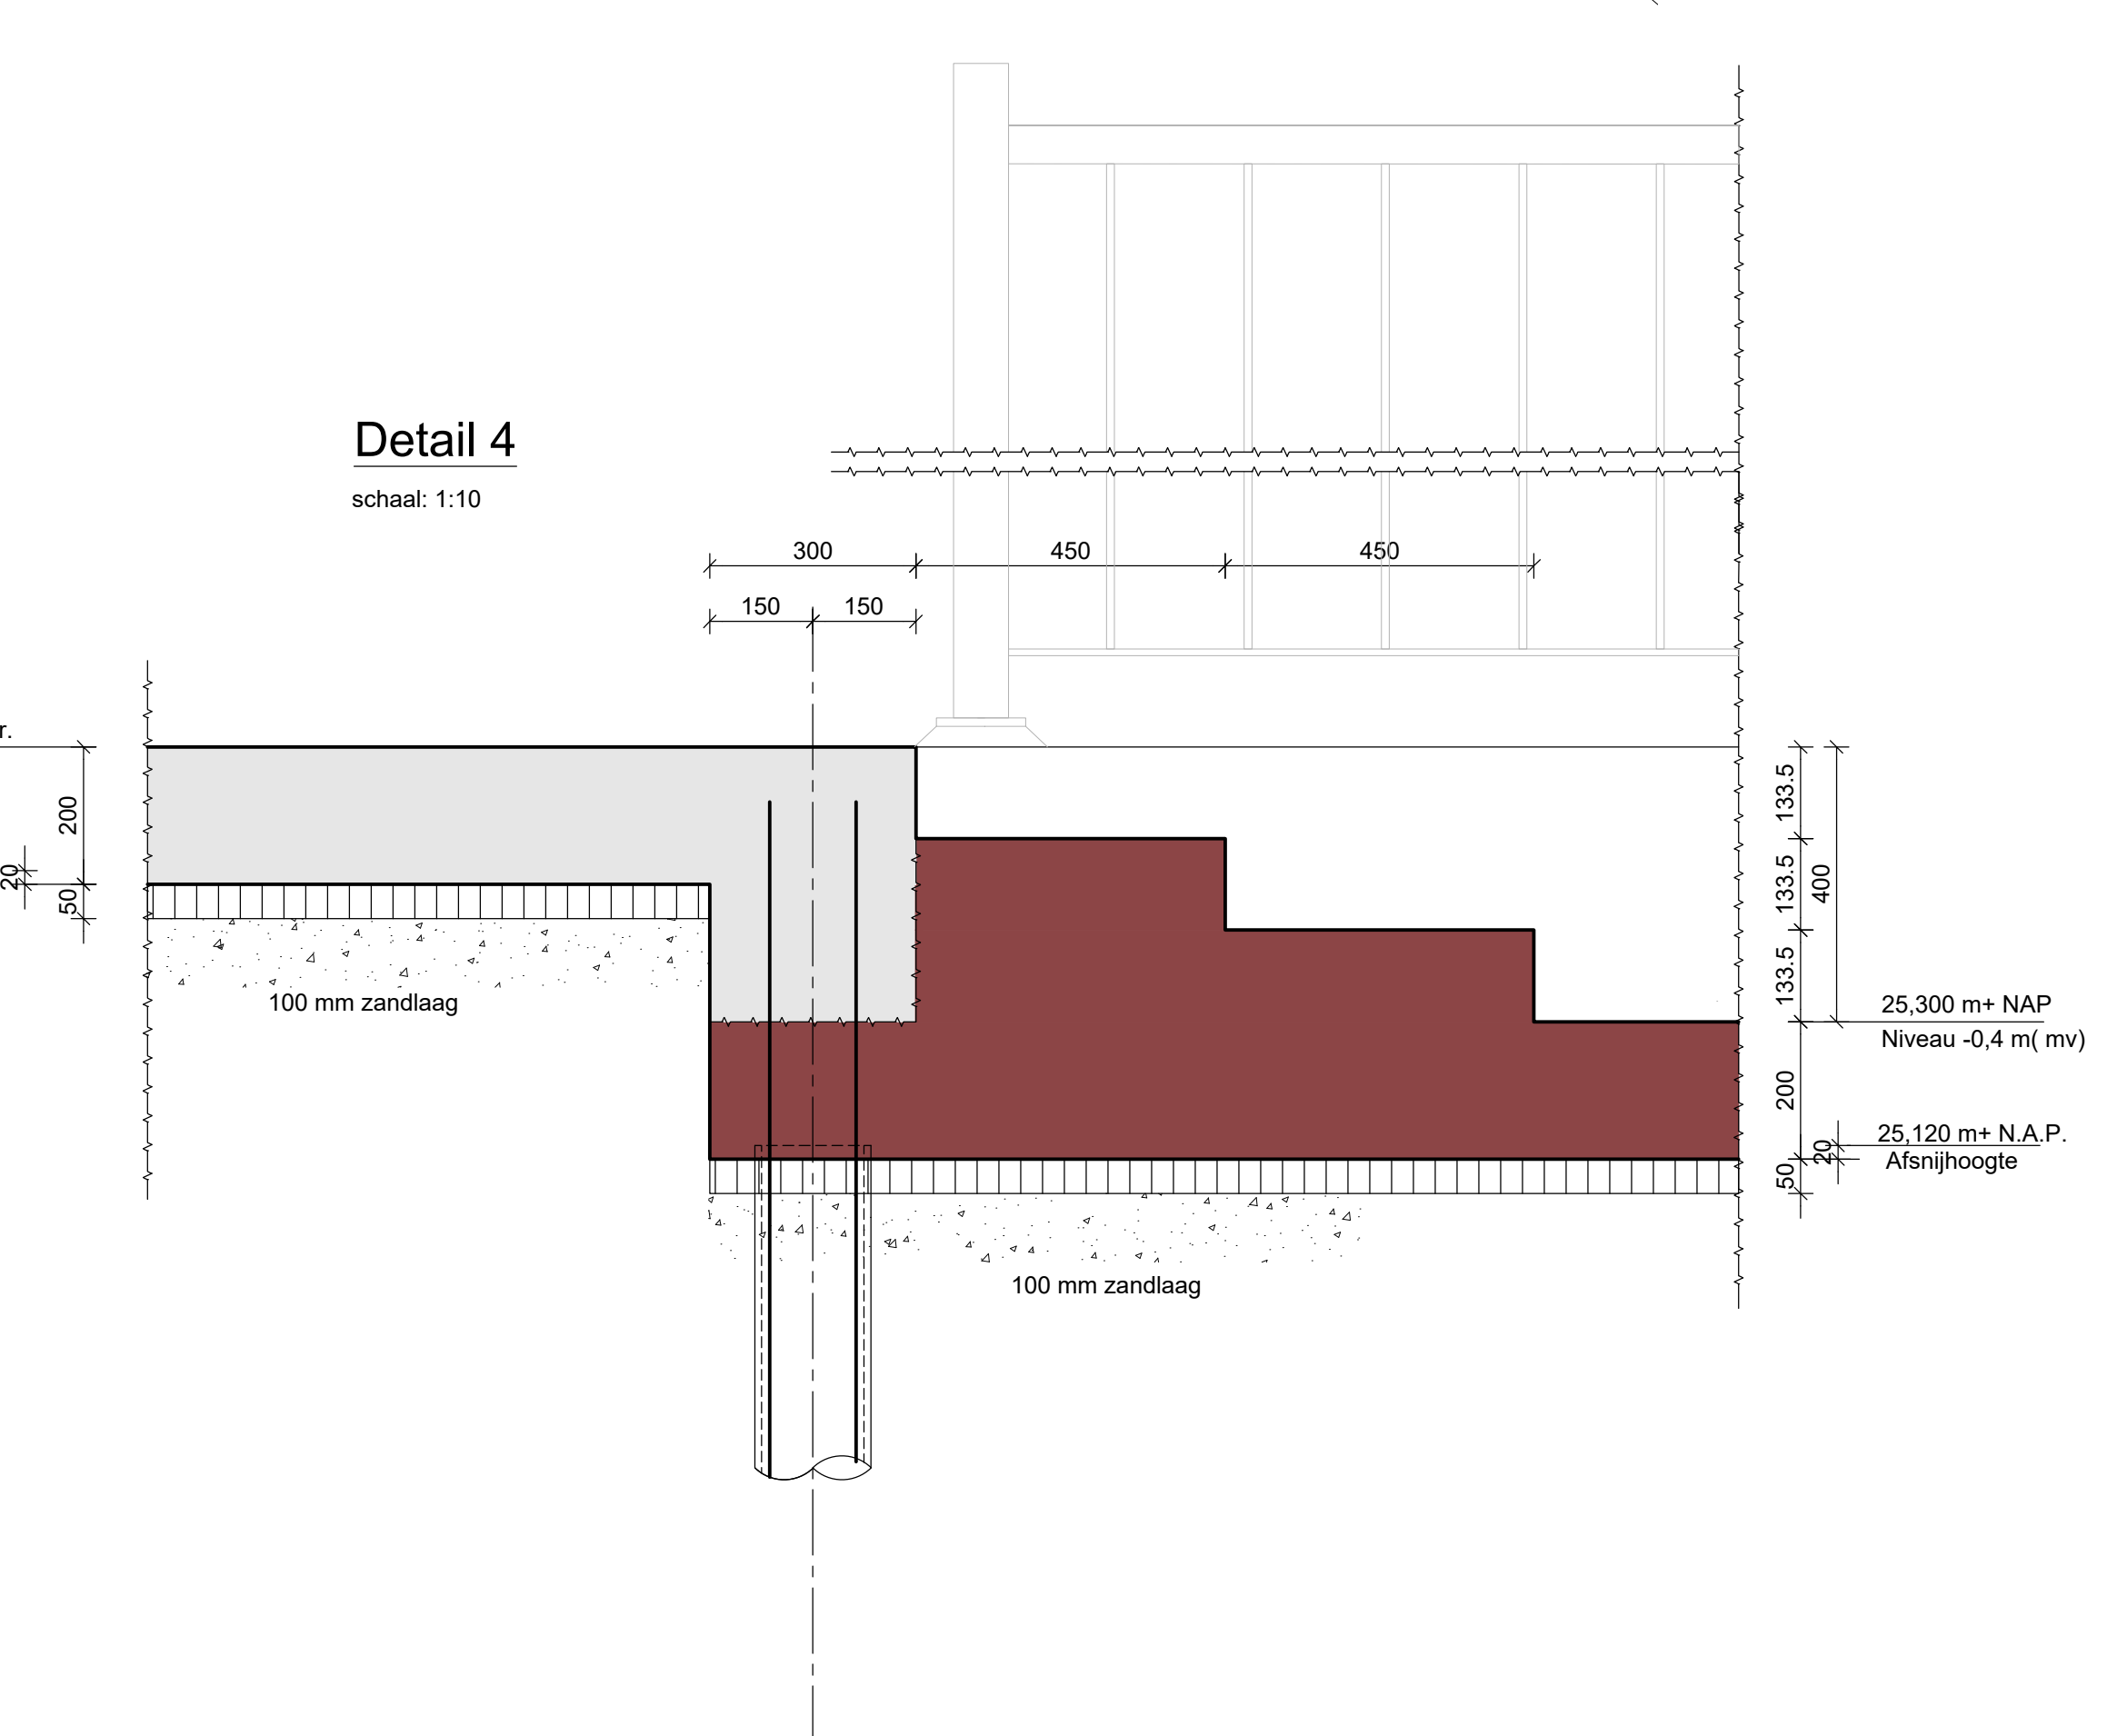 Detail 4
schaal: 1:10
300
450
450
150
150
r.
200
20
50
100 mm zandlaag
133.5
133.5
400
133.5
25,300 m+ NAP
Niveau -0,4 m( mv)
200
25,120 m+ N.A.P.
20
Afsnijhoogte
50
100 mm zandlaag